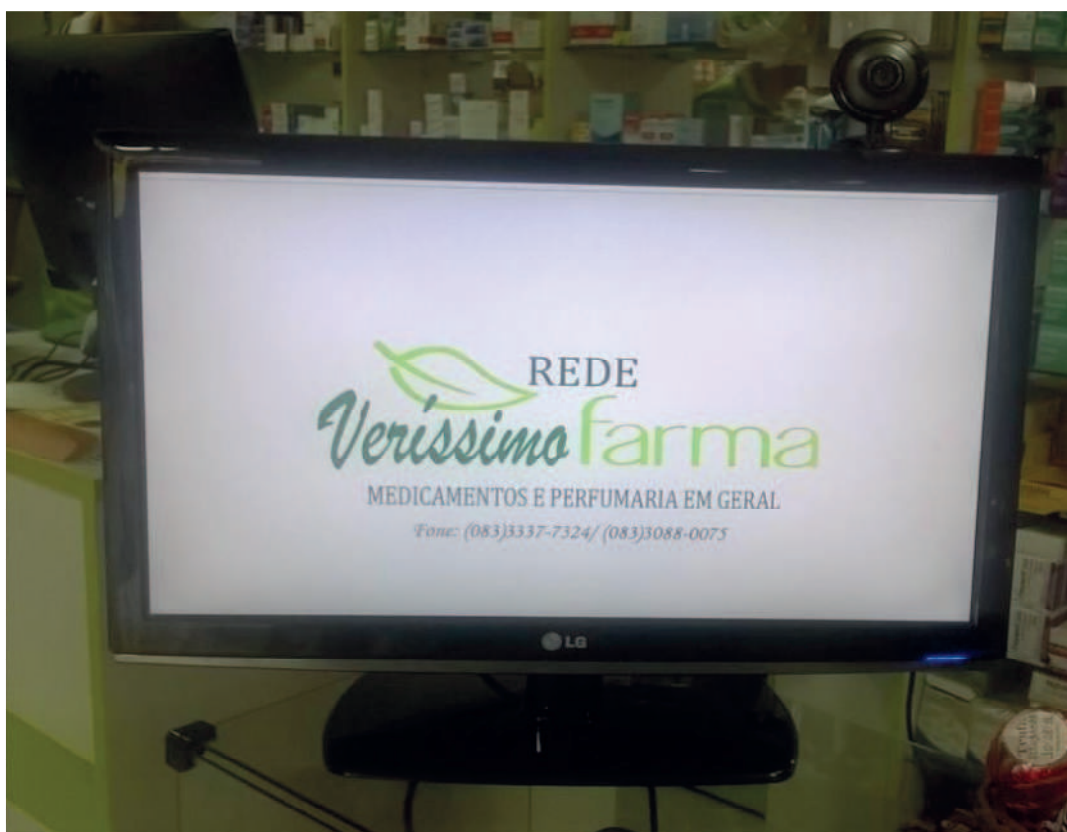 REDE
Veríssimo farma
MEDICAMENTOS E PERFUMARIA EM GERAL
Fone: (083)3337-7324/ (083)3088-0075
LG